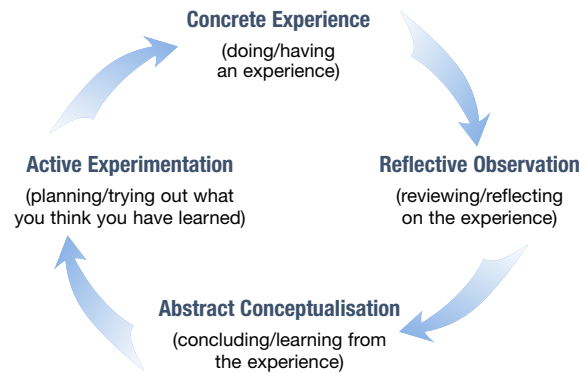 Concrete Experience
(doing/having
an experience)
Active Experimentation
(planning/trying out what
you think you have learned)
Reflective Observation
(reviewing/reflecting
on the experience)
Abstract Conceptualisation
(concluding/learning from
the experience)